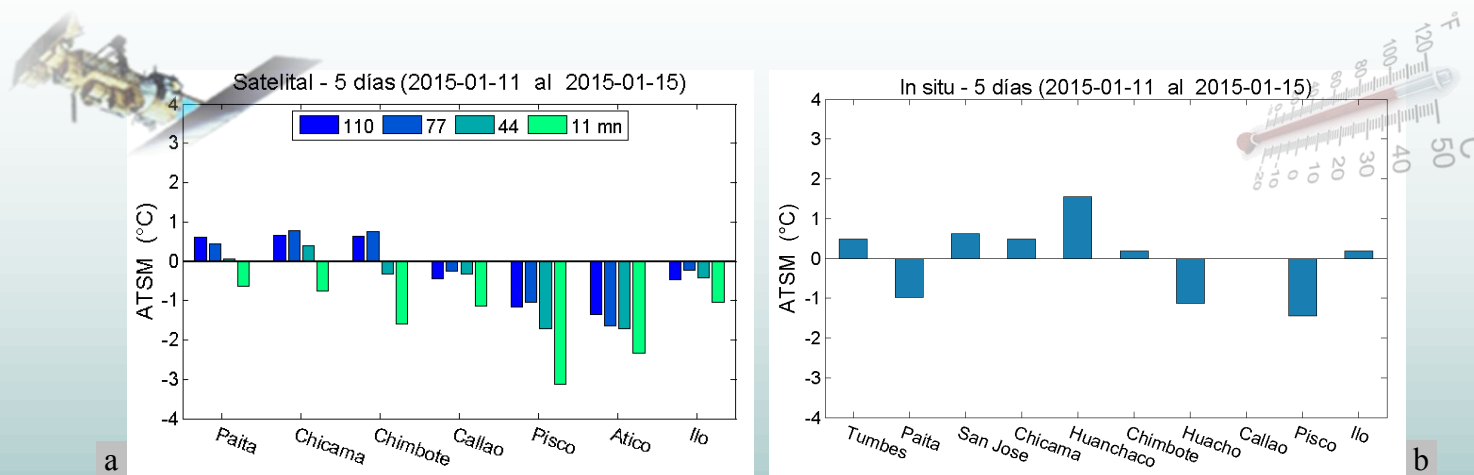 Satelital - 5 días (2015-01-11 al 2015-01-15)
110 77 44 11 mn
ATSM (°C)
4
3
2
1
0
-1
-2
-3
-4
Paita Chicama Chimbote Callao Pisco Atico Ilo
a
In situ - 5 días (2015-01-11 al 2015-01-15)
ATSM (°C)
4
3
2
1
0
-1
-2
-3
-4
Tumbes Paita San Jose Chicama Huanchaco Chimbote Huacho Callao Pisco Ilo
b
°F
120
100
80
60
40
C
50
40
30
20
10
0
-10
-20